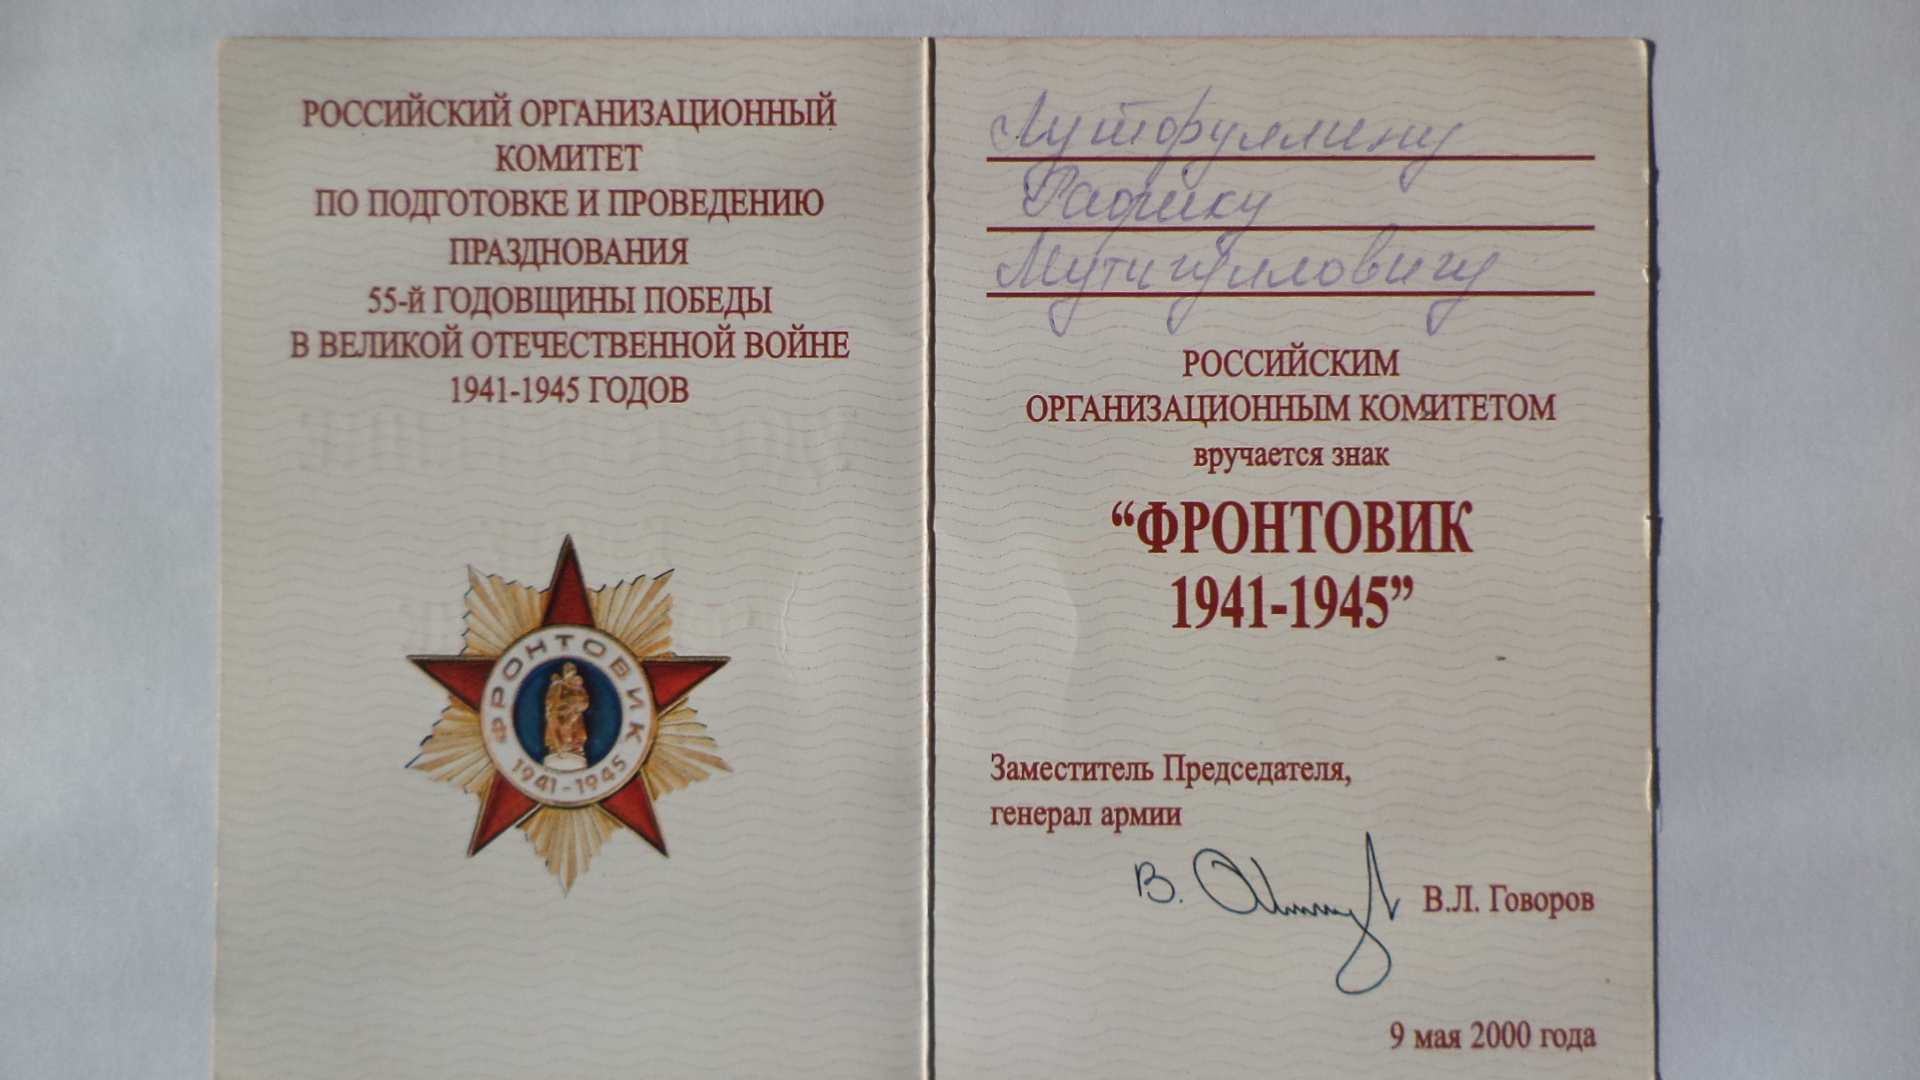 РОССИЙСКИЙ ОРГАНИЗАЦИОННЫЙ
КОМИТЕТ
ПО ПОДГОТОВКЕ И ПРОВЕДЕНИЮ
ПРАЗДНОВАНИЯ
55-й ГОДОВЩИНЫ ПОБЕДЫ
В ВЕЛИКОЙ ОТЕЧЕСТВЕННОЙ ВОЙНЕ
1941-1945 ГОДОВ
ФРОНТОВИК
1941-1945
Лутфуллину
Рафику
Мутигулловичу
РОССИЙСКИМ
ОРГАНИЗАЦИОННЫМ КОМИТЕТОМ
вручается знак
“ФРОНТОВИК
1941-1945”
Заместитель Председателя,
генерал армии
В.Л. Говоров
9 мая 2000 года